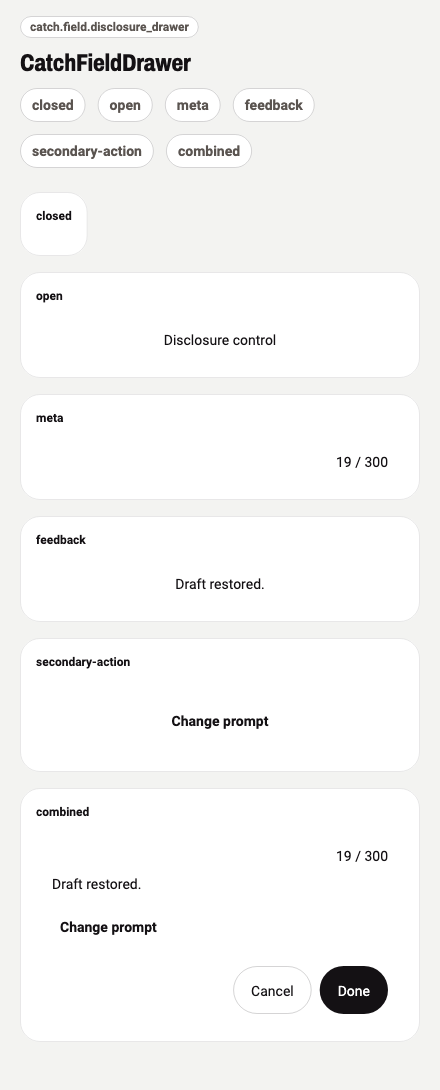 catch.field.disclosure_drawer
CatchFieldDrawer
closed open meta feedback
secondary-action combined
closed
open
Disclosure control
meta
19 / 300
feedback
Draft restored.
secondary-action
Change prompt
combined
19 / 300
Draft restored.
Change prompt
Cancel Done